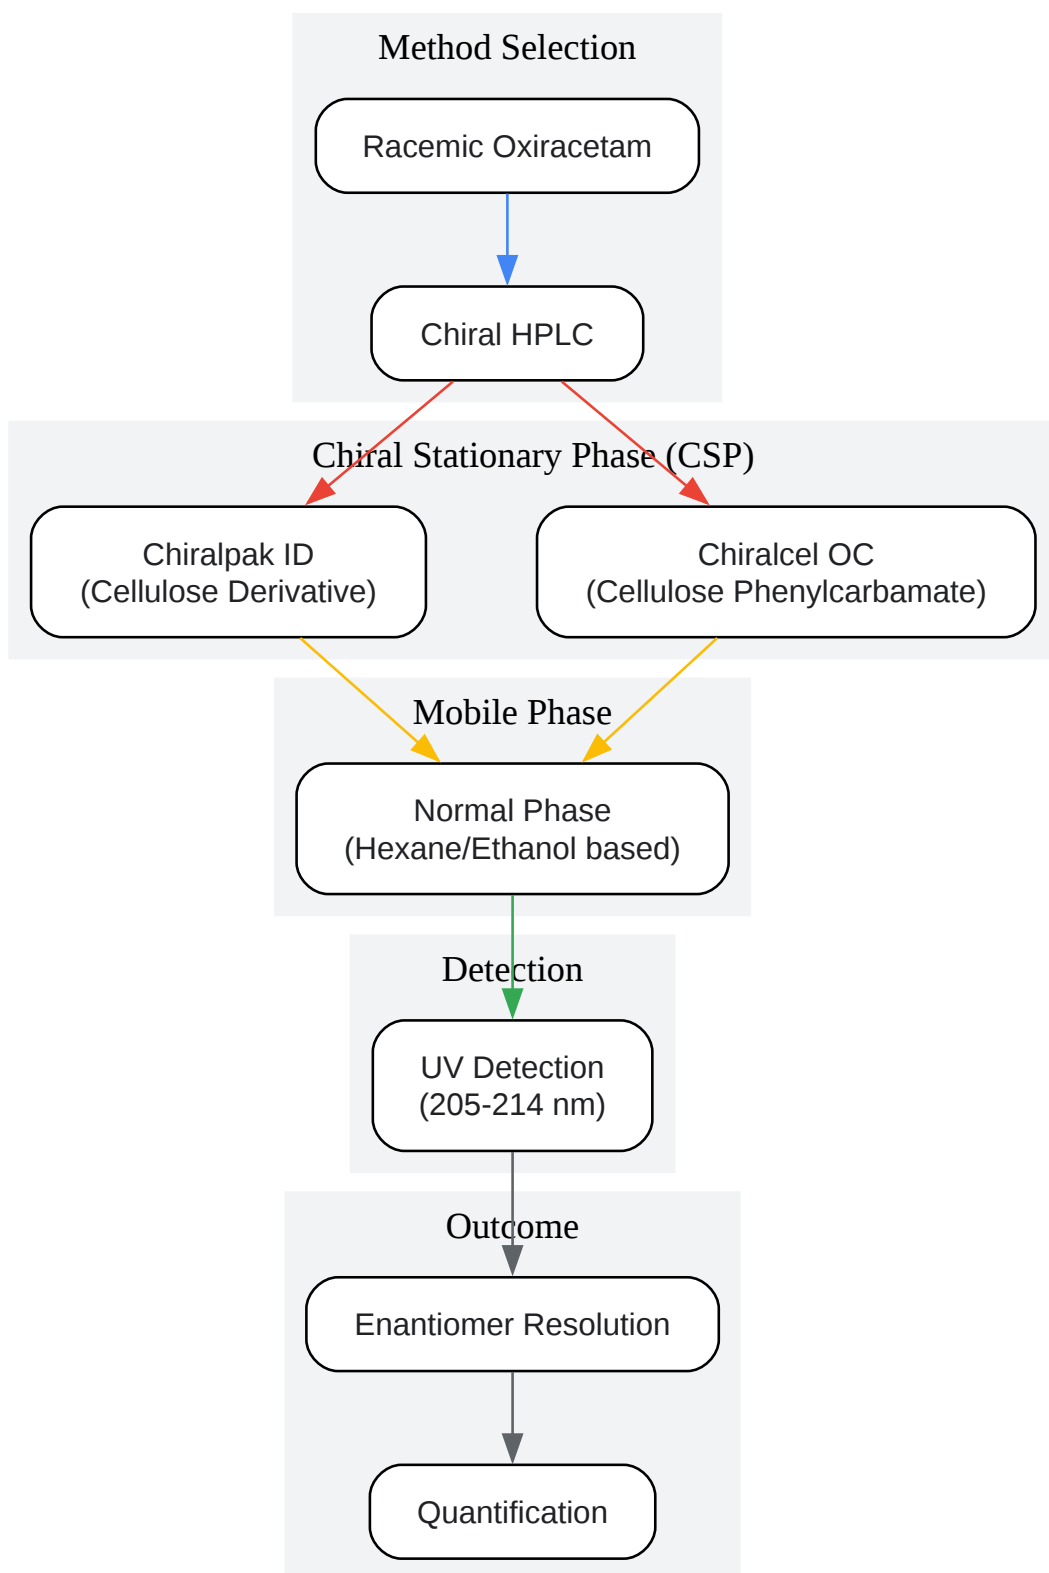 Method Selection
Racemic Oxiracetam
Chiral HPLC
Chiral Stationary Phase (CSP)
Chiralpak ID
(Cellulose Derivative)
Chiralcel OC
(Cellulose Phenylcarbamate)
Mobile Phase
Normal Phase
(Hexane/Ethanol based)
Detection
UV Detection
(205-214 nm)
Outcome
Enantiomer Resolution
Quantification